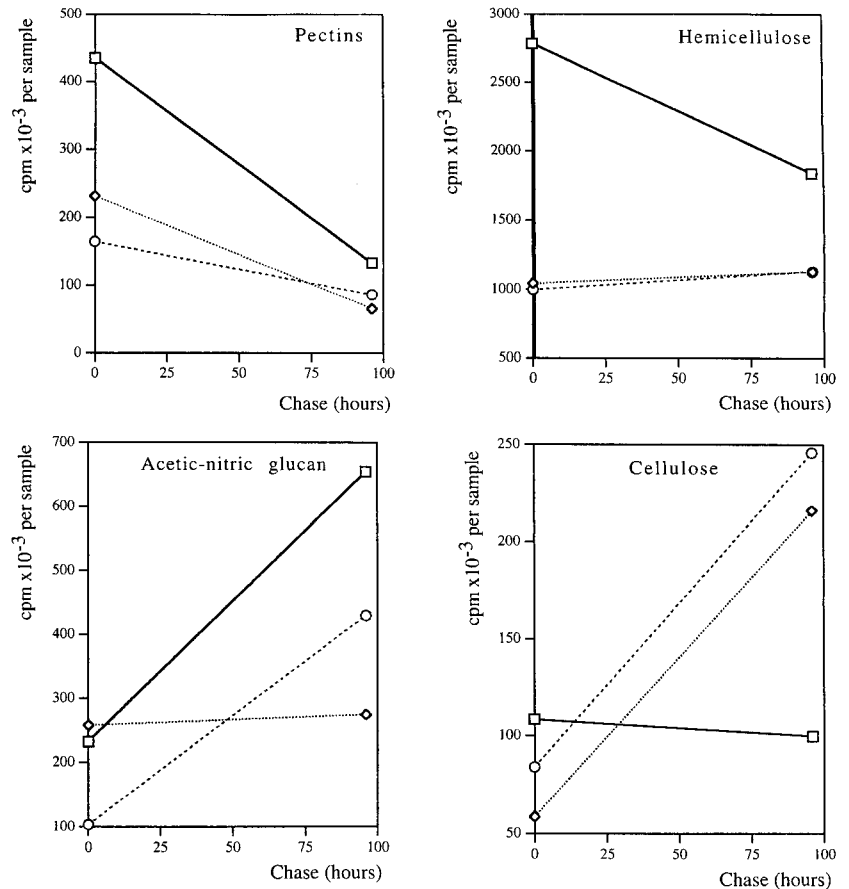 Pectins
cpm x10⁻³ per sample
500
400
300
200
100
0
0 25 50 75 100
Chase (hours)
Hemicellulose
cpm x10⁻³ per sample
3000
2500
2000
1500
1000
500
0 25 50 75 100
Chase (hours)
Acetic-nitric glucan
cpm x10⁻³ per sample
700
600
500
400
300
200
100
0 25 50 75 100
Chase (hours)
Cellulose
cpm x10⁻³ per sample
250
200
150
100
50
0 25 50 75 100
Chase (hours)